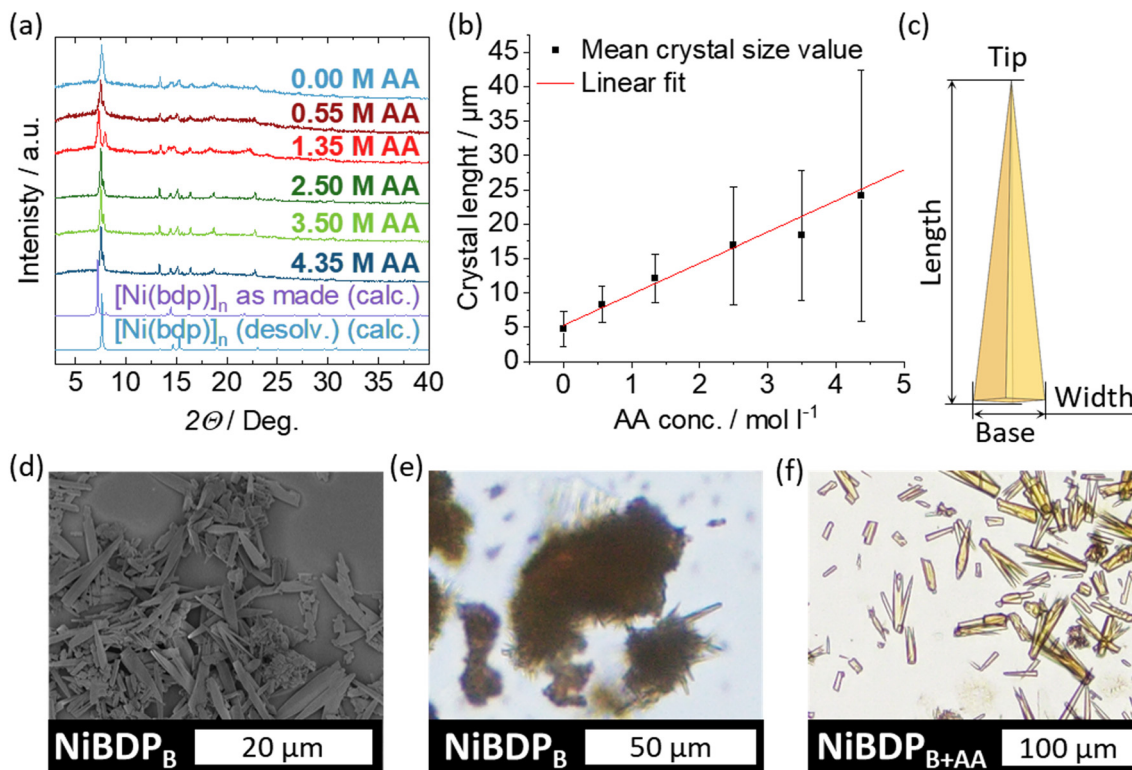 (a)
Intenisty / a.u.
0.00 M AA
0.55 M AA
1.35 M AA
2.50 M AA
3.50 M AA
4.35 M AA
[Ni(bdp)]n as made (calc.)
[Ni(bdp)]n (desolv.) (calc.)
5 10 15 20 25 30 35 40
2Θ / Deg.
(b)
Crystal lenght / µm
45
40
35
30
25
20
15
10
5
0
Mean crystal size value
Linear fit
0 1 2 3 4 5
AA conc. / mol l-1
(c)
Tip
Length
Width
Base
(d)
NiBDPB 20 µm
(e)
NiBDPB 50 µm
(f)
NiBDPB+AA 100 µm